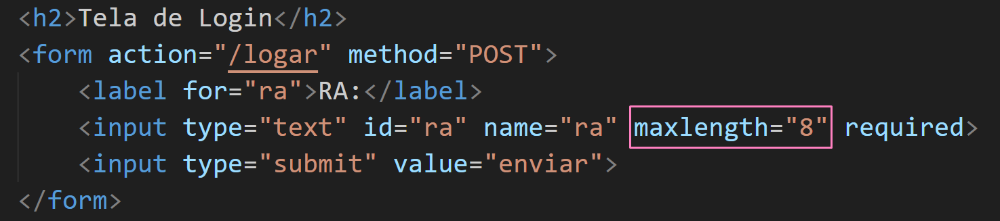 <h2>Tela de Login</h2>
<form action="/logar" method="POST">
<label for="ra">RA:</label>
<input type="text" id="ra" name="ra" maxlength="8" required>
<input type="submit" value="enviar">
</form>